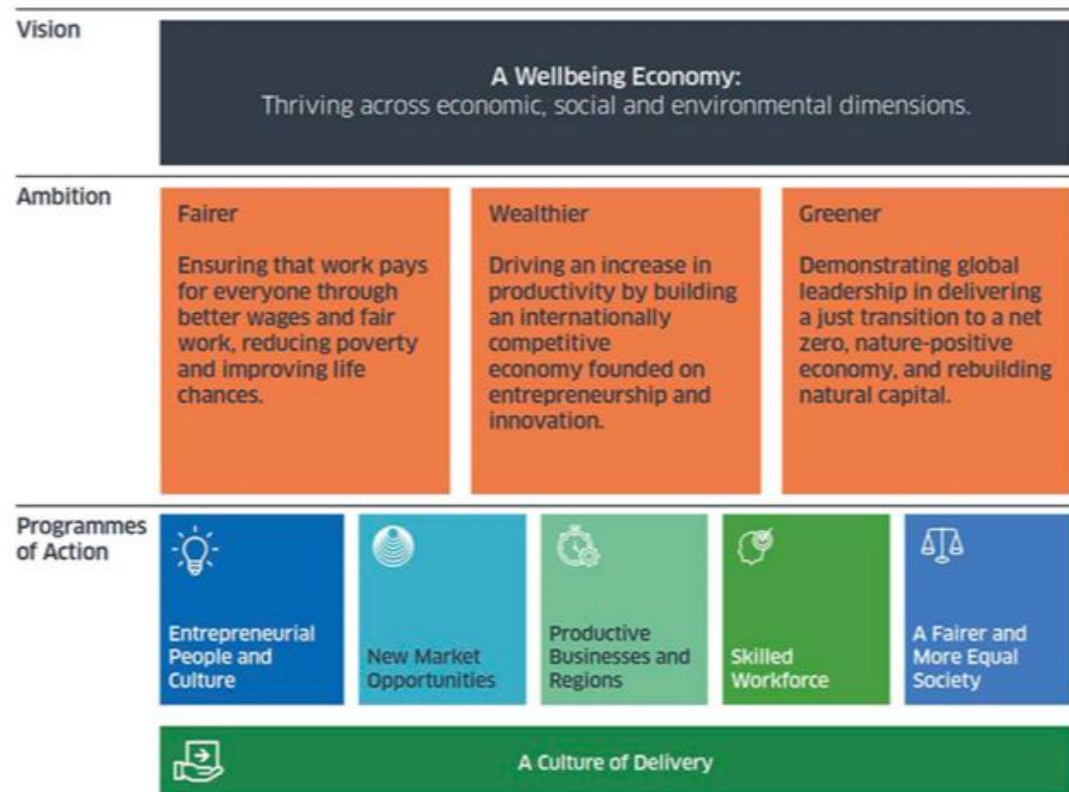 Vision
A Wellbeing Economy:
Thriving across economic, social and environmental dimensions.
Ambition
Fairer
Ensuring that work pays
for everyone through
better wages and fair
work, reducing poverty
and improving life
chances.
Wealthier
Driving an increase in
productivity by building
an internationally
competitive
economy founded on
entrepreneurship and
innovation.
Greener
Demonstrating global
leadership in delivering
a just transition to a net
zero, nature-positive
economy, and rebuilding
natural capital.
Programmes
of Action
Entrepreneurial
People and
Culture
New Market
Opportunities
Productive
Businesses and
Regions
Skilled
Workforce
A Fairer and
More Equal
Society
A Culture of Delivery